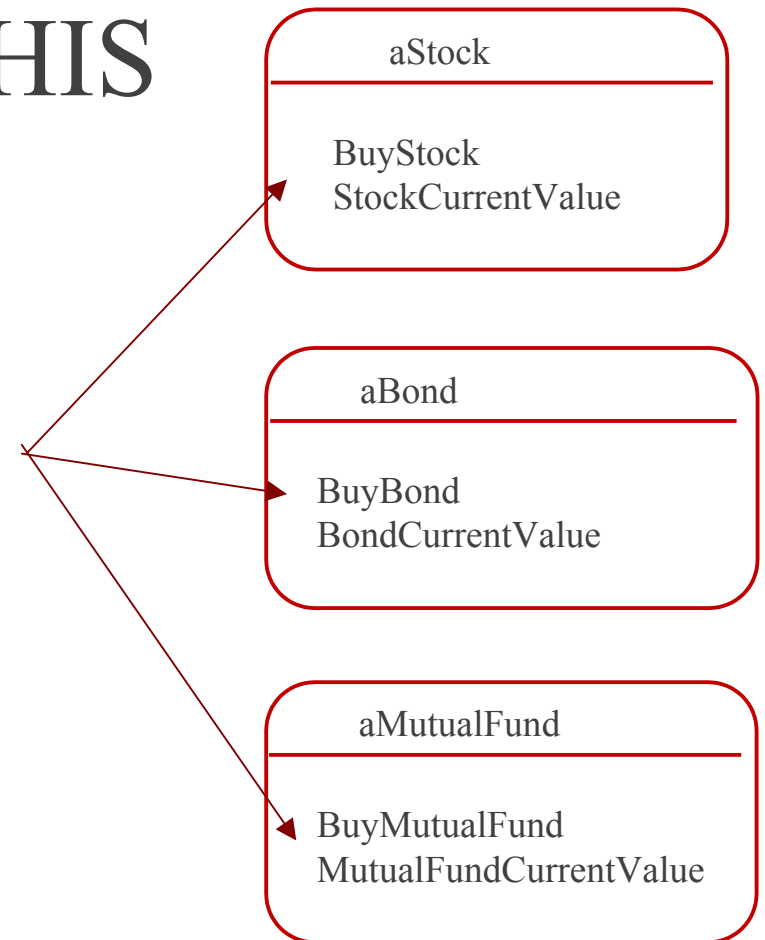 HIS
aStock
BuyStock
StockCurrentValue
aBond
BuyBond
BondCurrentValue
aMutualFund
BuyMutualFund
MutualFundCurrentValue